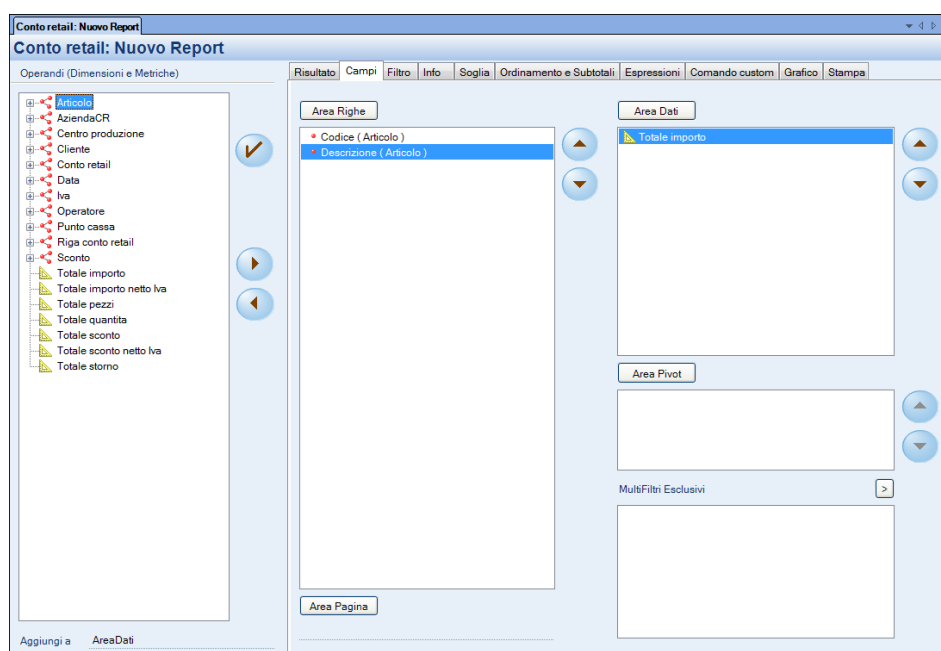 Conto retail: Nuovo Report
Conto retail: Nuovo Report
Operandi (Dimensioni e Metriche)
Articolo
AziendaCR
Centro produzione
Cliente
Conto retail
Data
Iva
Operatore
Punto cassa
Riga conto retail
Sconto
Totale importo
Totale importo netto Iva
Totale pezzi
Totale quantita
Totale sconto
Totale sconto netto Iva
Totale storno
Aggiungi a AreaDati
Risultato Campi Filtro Info Soglia Ordinamento e Subtotali Espressioni Comando custom Grafico Stampa
Area Righe
Codice ( Articolo )
Descrizione ( Articolo )
Area Pagina
Area Dati
Totale importo
Area Pivot
MultiFiltri Esclusivi >